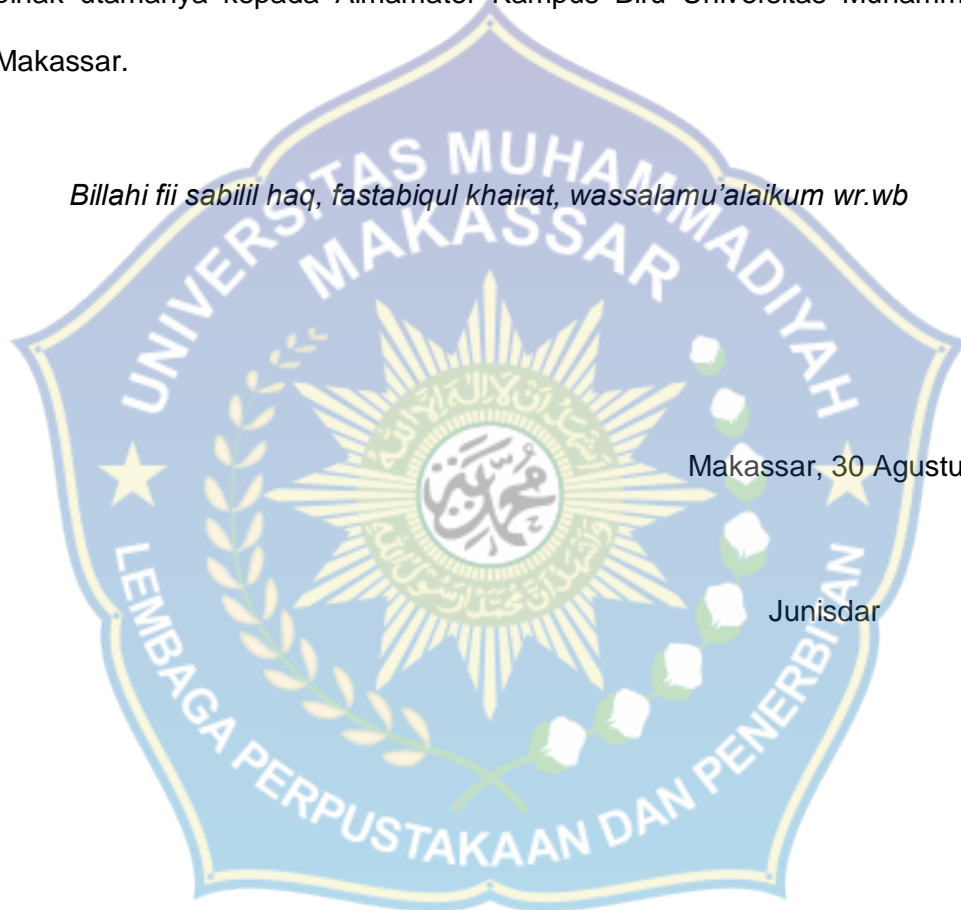 utamanya kepada Almamater Kampus Biru Universitas
Makassar.
UNIVERSITAS MUHAMMADIYAH
MAKASSAR
Billahi fii sabilil haq, fastabiqul khairat, wassalamu’alaikum wr.wb
Makassar, 30
Junisdar
LEMBAGA PERPUSTAKAAN DAN PENERBITAN